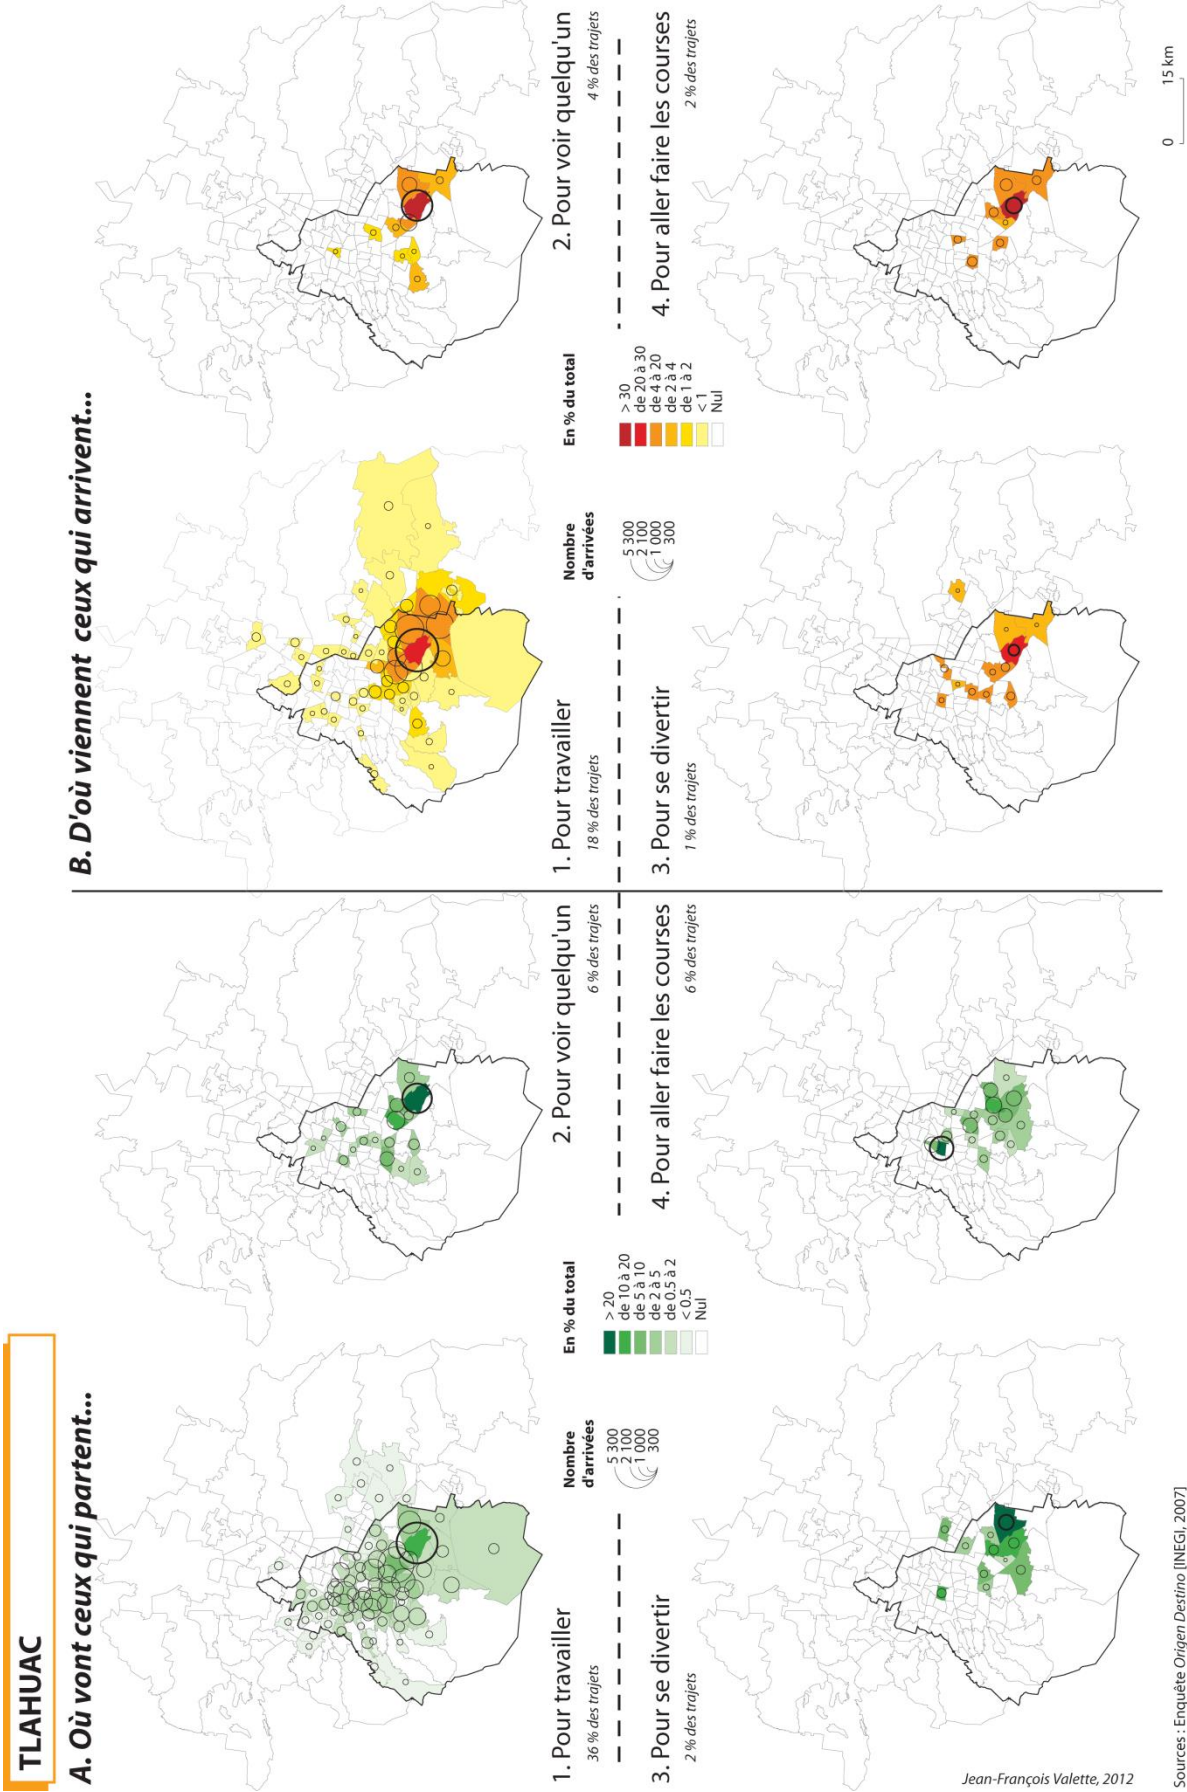 TLAHUAC
A. Où vont ceux qui partent...
1. Pour travailler
36 % des trajets
2. Pour voir quelqu'un
6 % des trajets
Nombre
d'arrivées
5 300
2 100
1 000
300
En % du total
> 20
de 10 à 20
de 5 à 10
de 2 à 5
de 0.5 à 2
< 0.5
Nul
3. Pour se divertir
2 % des trajets
4. Pour aller faire les courses
6 % des trajets
B. D'où viennent ceux qui arrivent...
1. Pour travailler
18 % des trajets
2. Pour voir quelqu'un
4 % des trajets
Nombre
d'arrivées
5 300
2 100
1 000
300
En % du total
> 30
de 20 à 30
de 4 à 20
de 2 à 4
de 1 à 2
< 1
Nul
3. Pour se divertir
1 % des trajets
4. Pour aller faire les courses
2 % des trajets
Jean-François Valette, 2012
0 15 km
Sources : Enquête Origen Destino [INEGI, 2007]